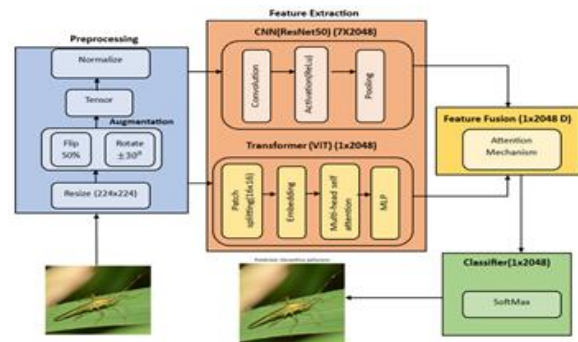 Feature Extraction
Preprocessing
CNN(ResNet50) (7X2048)
Normalize
Convolution
Activation(ReLu)
Pooling
Tensor
Augmentation
Flip
50%
Rotate
±30⁰
Resize (224x224)
Transformer (ViT) (1x2048)
Patch
splitting(16x16)
Embedding
Multi-head self
attention
MLP
Feature Fusion (1x2048 D)
Attention
Mechanism
Classifier(1x2048)
SoftMax